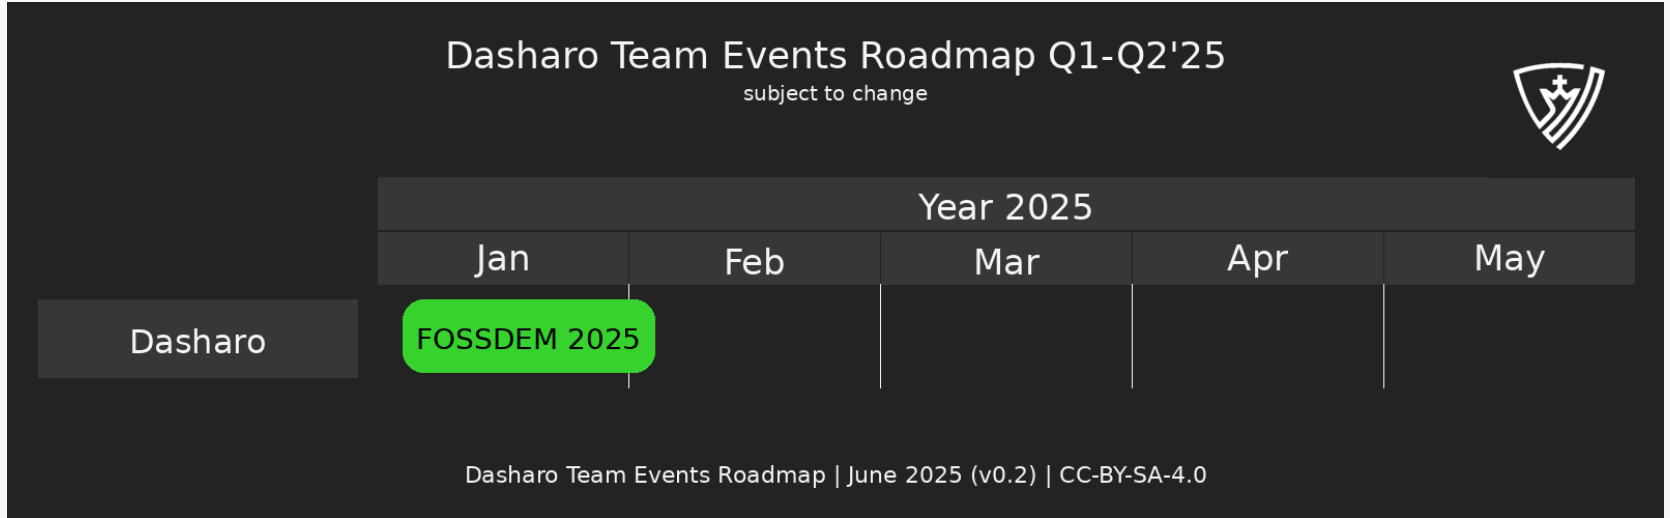 Dasharo Team Events Roadmap Q1-Q2'25
subject to change
Year 2025
Jan Feb Mar Apr May
Dasharo FOSSDEM 2025
Dasharo Team Events Roadmap | June 2025 (v0.2) | CC-BY-SA-4.0